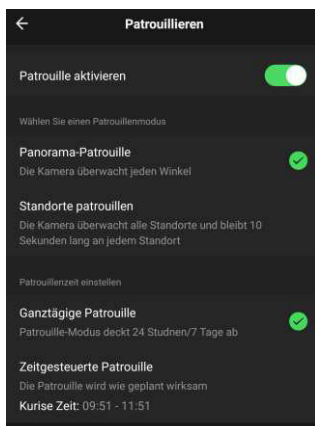 Patrouillieren
Patrouille aktivieren
Wählen Sie einen Patrouillenmodus
Panorama-Patrouille
Die Kamera überwacht jeden Winkel
Standorte patrouillen
Die Kamera überwacht alle Standorte und bleibt 10
Sekunden lang an jedem Standort
Patrouillenzeit einstellen
Ganztägige Patrouille
Patrouille-Modus deckt 24 Studnen/7 Tage ab
Zeitgesteuerte Patrouille
Die Patrouille wird wie geplant wirksam
Kurise Zeit: 09:51 - 11:51